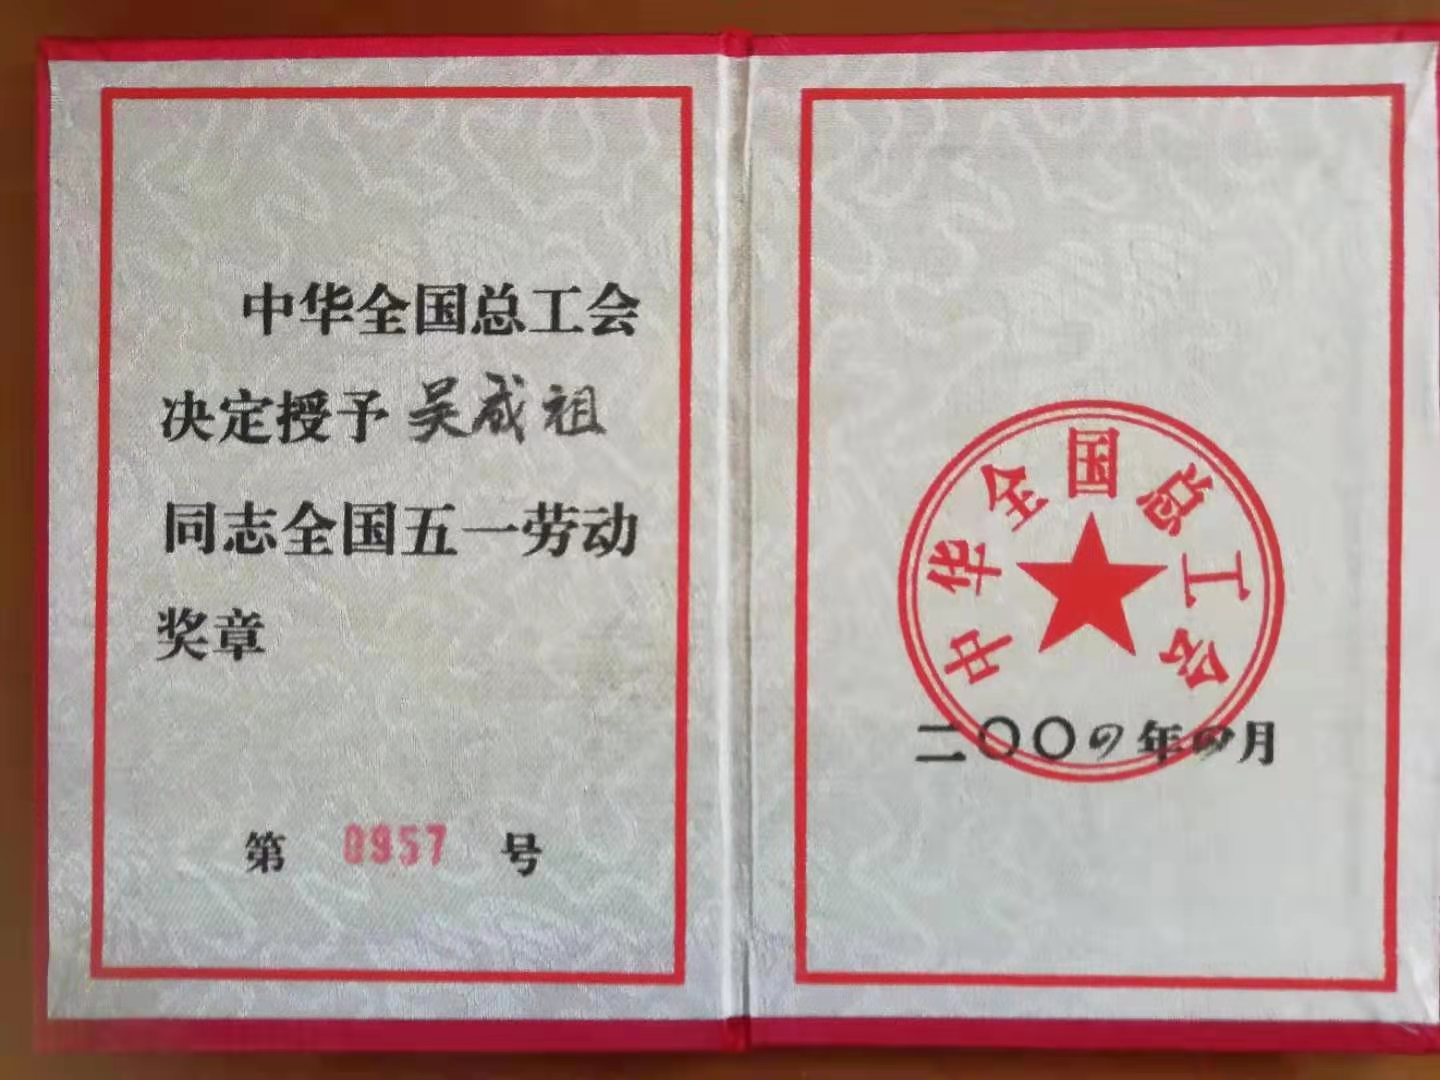 中华全国总工会
决定授予 吴成祖
同志全国五一劳动
奖章
第 0957 号
中华全国总工会
二〇〇四年四月